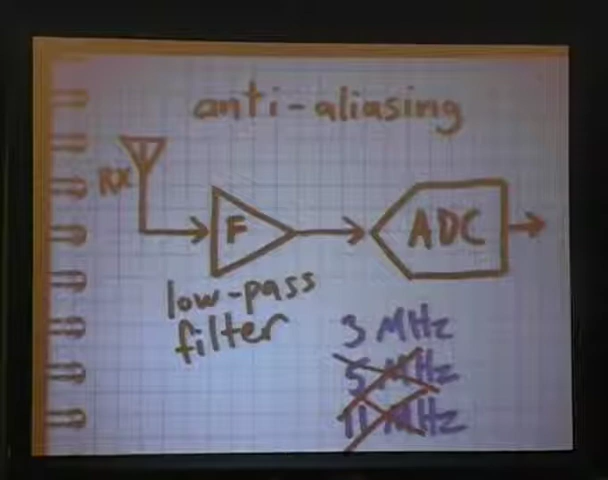 anti-aliasing
RX
F
ADC
low-pass
filter
3 MHz
5 MHz
11 MHz